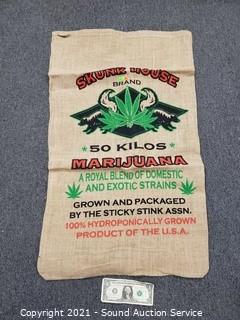 SKUNK HOUSE
BRAND
50 KILOS
MARIJUANA
A ROYAL BLEND OF DOMESTIC
AND EXOTIC STRAINS
GROWN AND PACKAGED
BY THE STICKY STINK ASSN.
100% HYDROPONICALLY GROWN
PRODUCT OF THE U.S.A.
Copyright 2021 - Sound Auction Service